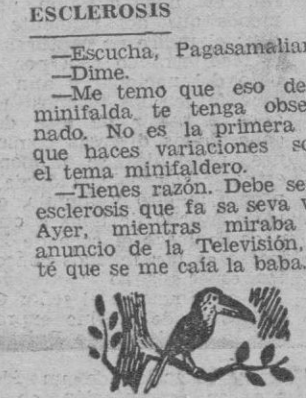 ESCLEROSIS
—Escucha, Pagasamalian
—Dime.
—Me temo que eso de
minifalda te tenga obse
nado. No es la primera
que haces variaciones so
el tema minifaldero.
—Tienes razón. Debe se
esclerosis que fa sa seva v
Ayer, mientras miraba
anuncio de la Televisión,
té que se me caía la baba.